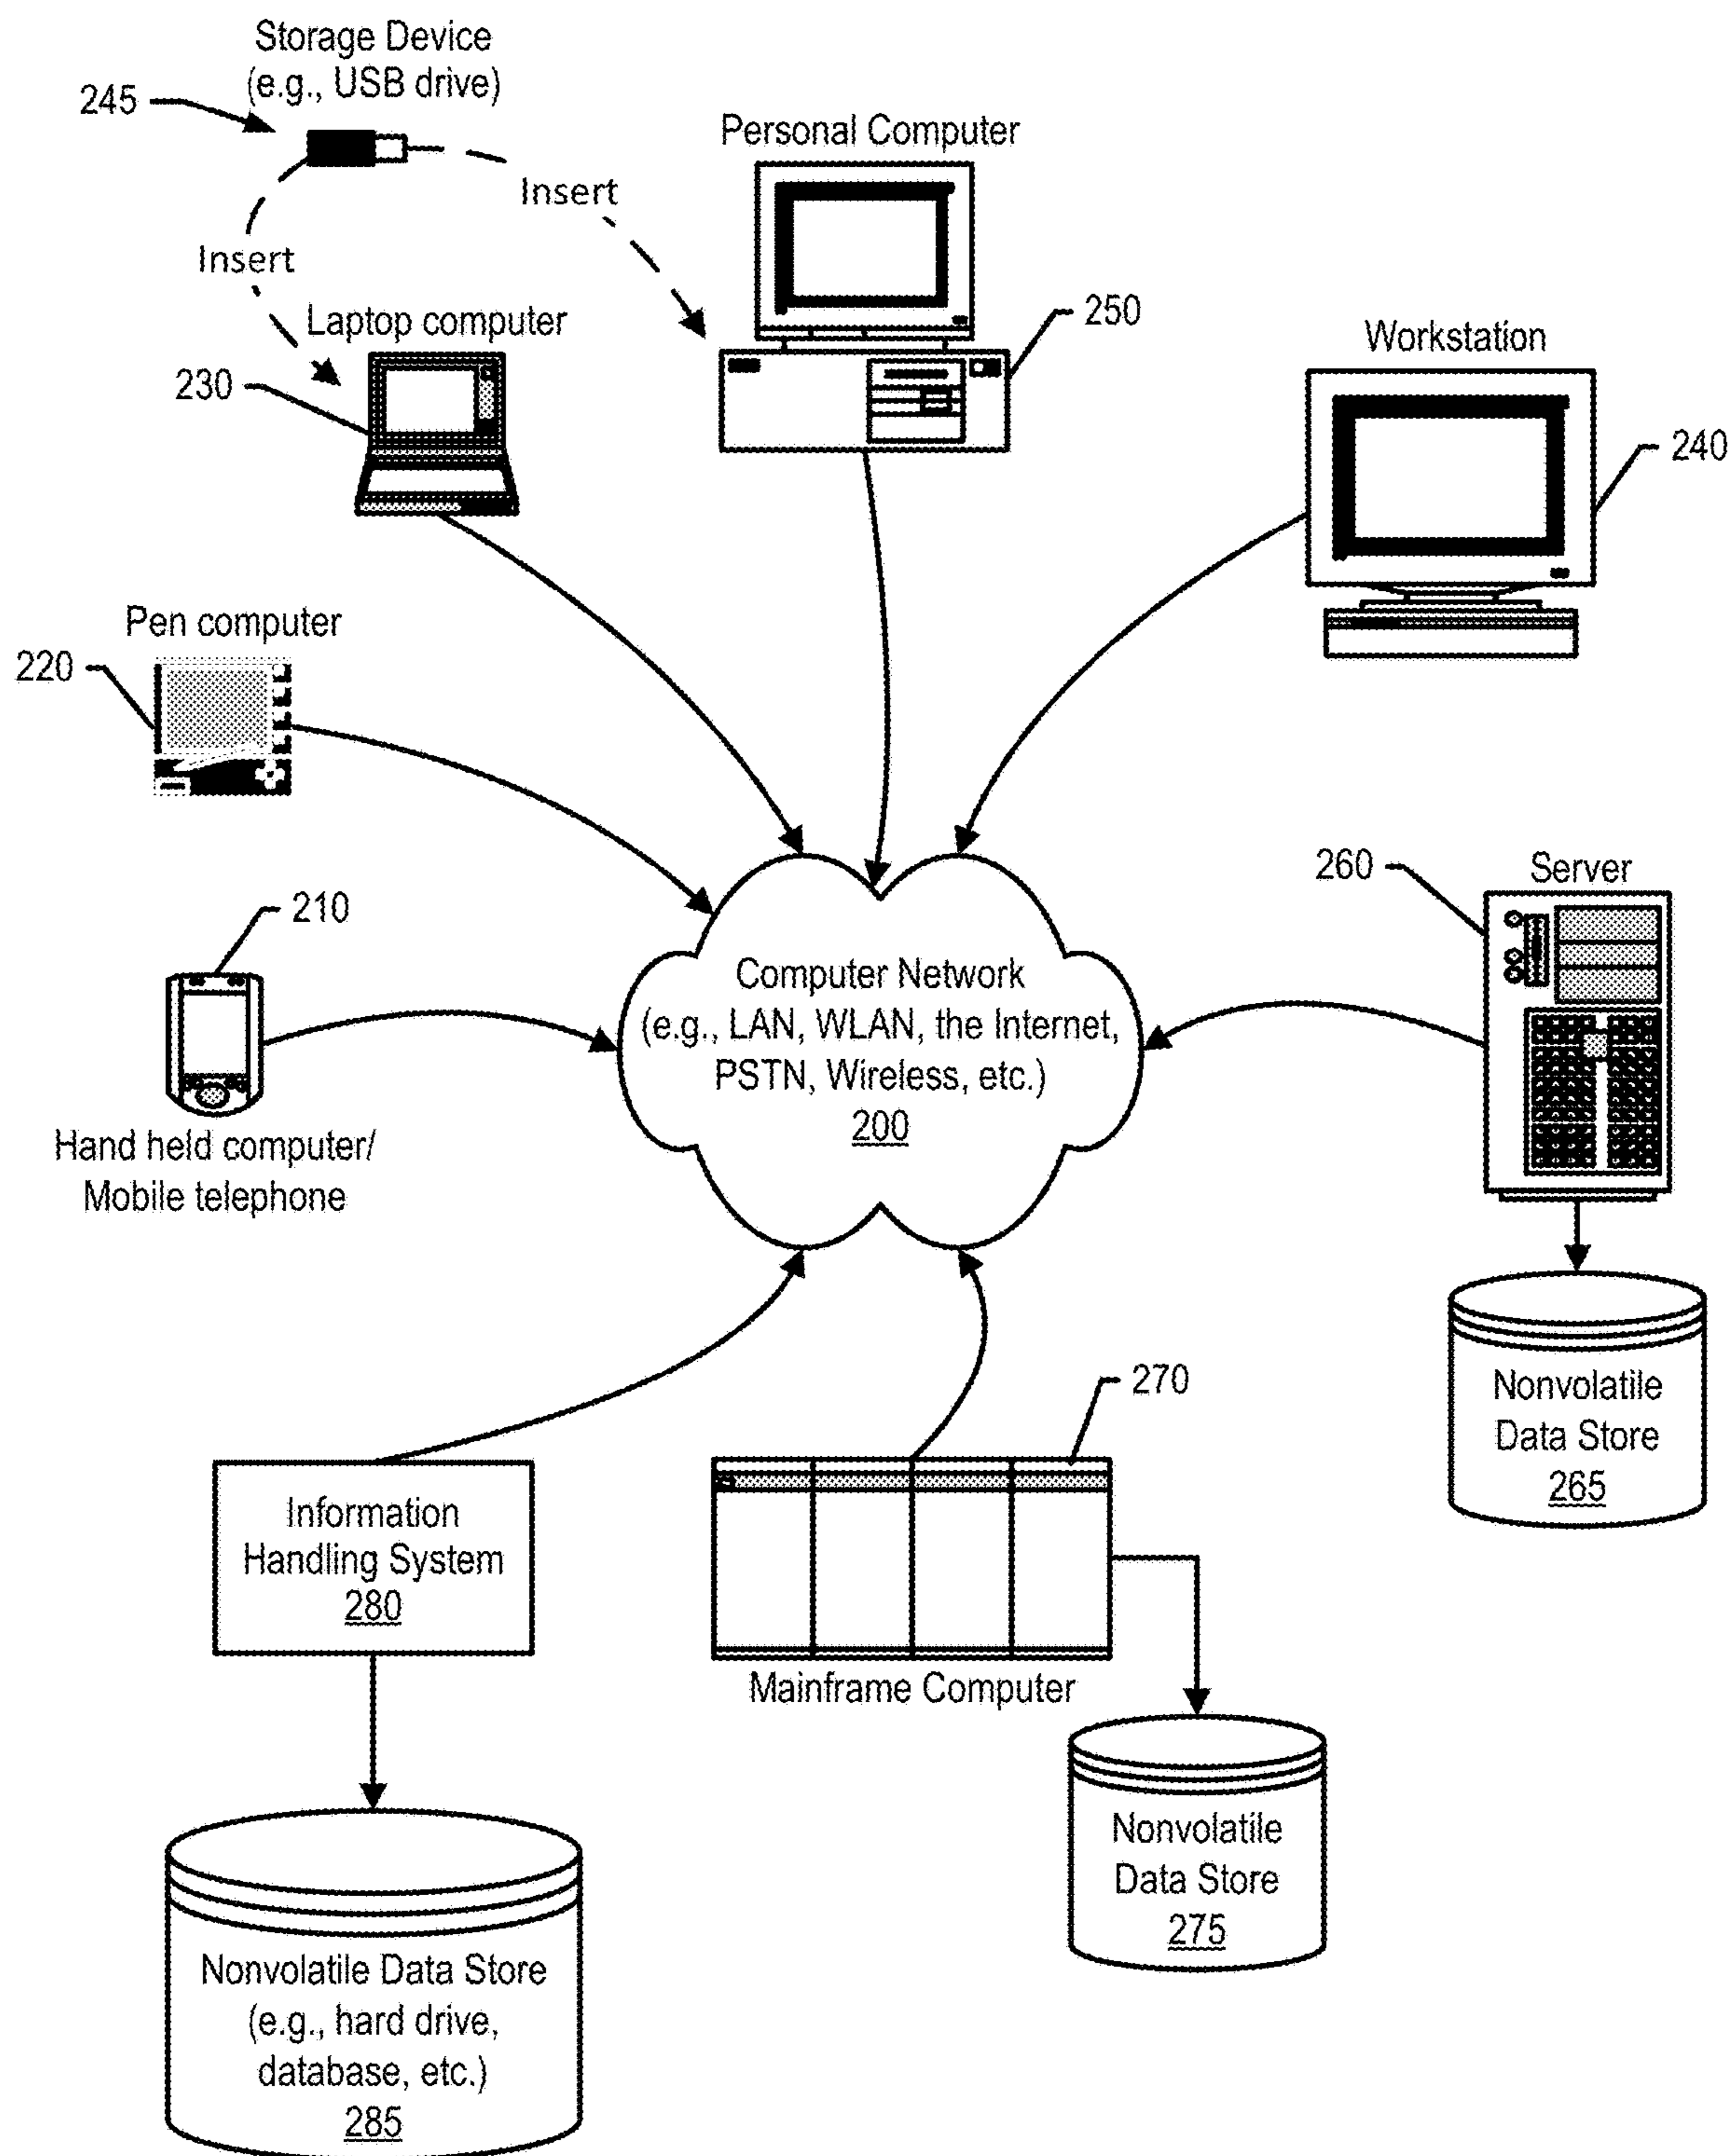 Storage Device
(e.g., USB drive)
245
Personal Computer
Insert
Insert
Laptop computer
250
Workstation
230
240
Pen computer
220
260
Server
210
Computer Network
(e.g., LAN, WLAN, the Internet,
PSTN, Wireless, etc.)
200
Hand held computer/
Mobile telephone
270
Nonvolatile
Data Store
265
Information
Handling System
280
Mainframe Computer
Nonvolatile
Data Store
275
Nonvolatile Data Store
(e.g., hard drive,
database, etc.)
285